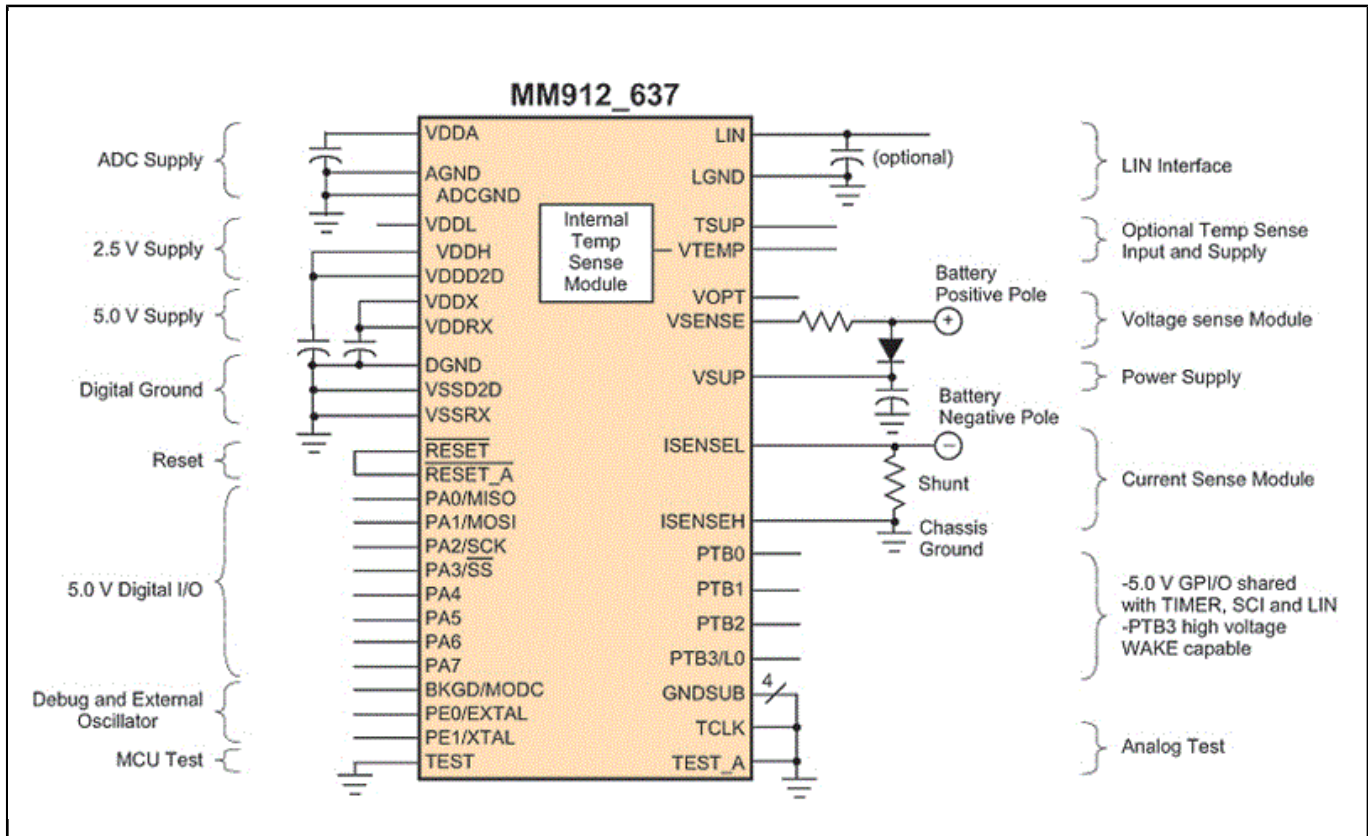 MM912_637
ADC Supply
2.5 V Supply
5.0 V Supply
Digital Ground
Reset
5.0 V Digital I/O
Debug and External
Oscillator
MCU Test
VDDA
AGND
ADCGND
VDDL
VDDH
VDDD2D
VDDX
VDDRX
DGND
VSSD2D
VSSRX
RESET
RESET_A
PA0/MISO
PA1/MOSI
PA2/SCK
PA3/SS
PA4
PA5
PA6
PA7
BKGD/MODC
PE0/EXTAL
PE1/XTAL
TEST
Internal
Temp
Sense
Module
LIN
LGND
TSUP
VTEMP
VOPT
VSENSE
VSUP
ISENSEL
ISENSEH
PTB0
PTB1
PTB2
PTB3/L0
GNDSUB
TCLK
TEST_A
4
(optional)
Battery
Positive Pole
+
Battery
Negative Pole
−
Shunt
Chassis
Ground
LIN Interface
Optional Temp Sense
Input and Supply
Voltage sense Module
Power Supply
Current Sense Module
-5.0 V GPI/O shared
with TIMER, SCI and LIN
-PTB3 high voltage
WAKE capable
Analog Test